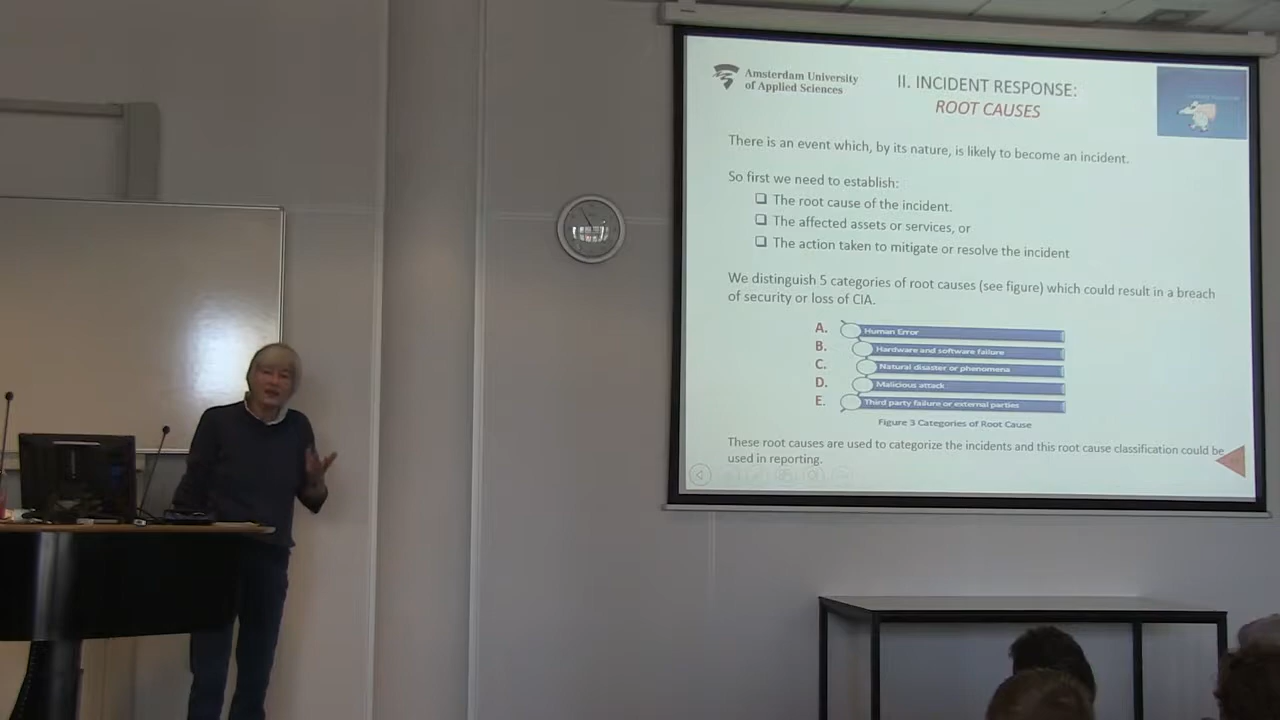 Amsterdam University
of Applied Sciences
II. INCIDENT RESPONSE:
ROOT CAUSES
There is an event which, by its nature, is likely to become an incident.
So first we need to establish:
❑ The root cause of the incident.
❑ The affected assets or services, or
❑ The action taken to mitigate or resolve the incident
We distinguish 5 categories of root causes (see figure) which could result in a breach
of security or loss of CIA.
A. Human Error
B. Hardware and software failure
C. Natural disaster or phenomena
D. Malicious attack
E. Third party failure or external parties
Figure 3 Categories of Root Cause
These root causes are used to categorize the incidents and this root cause classification could be
used in reporting.